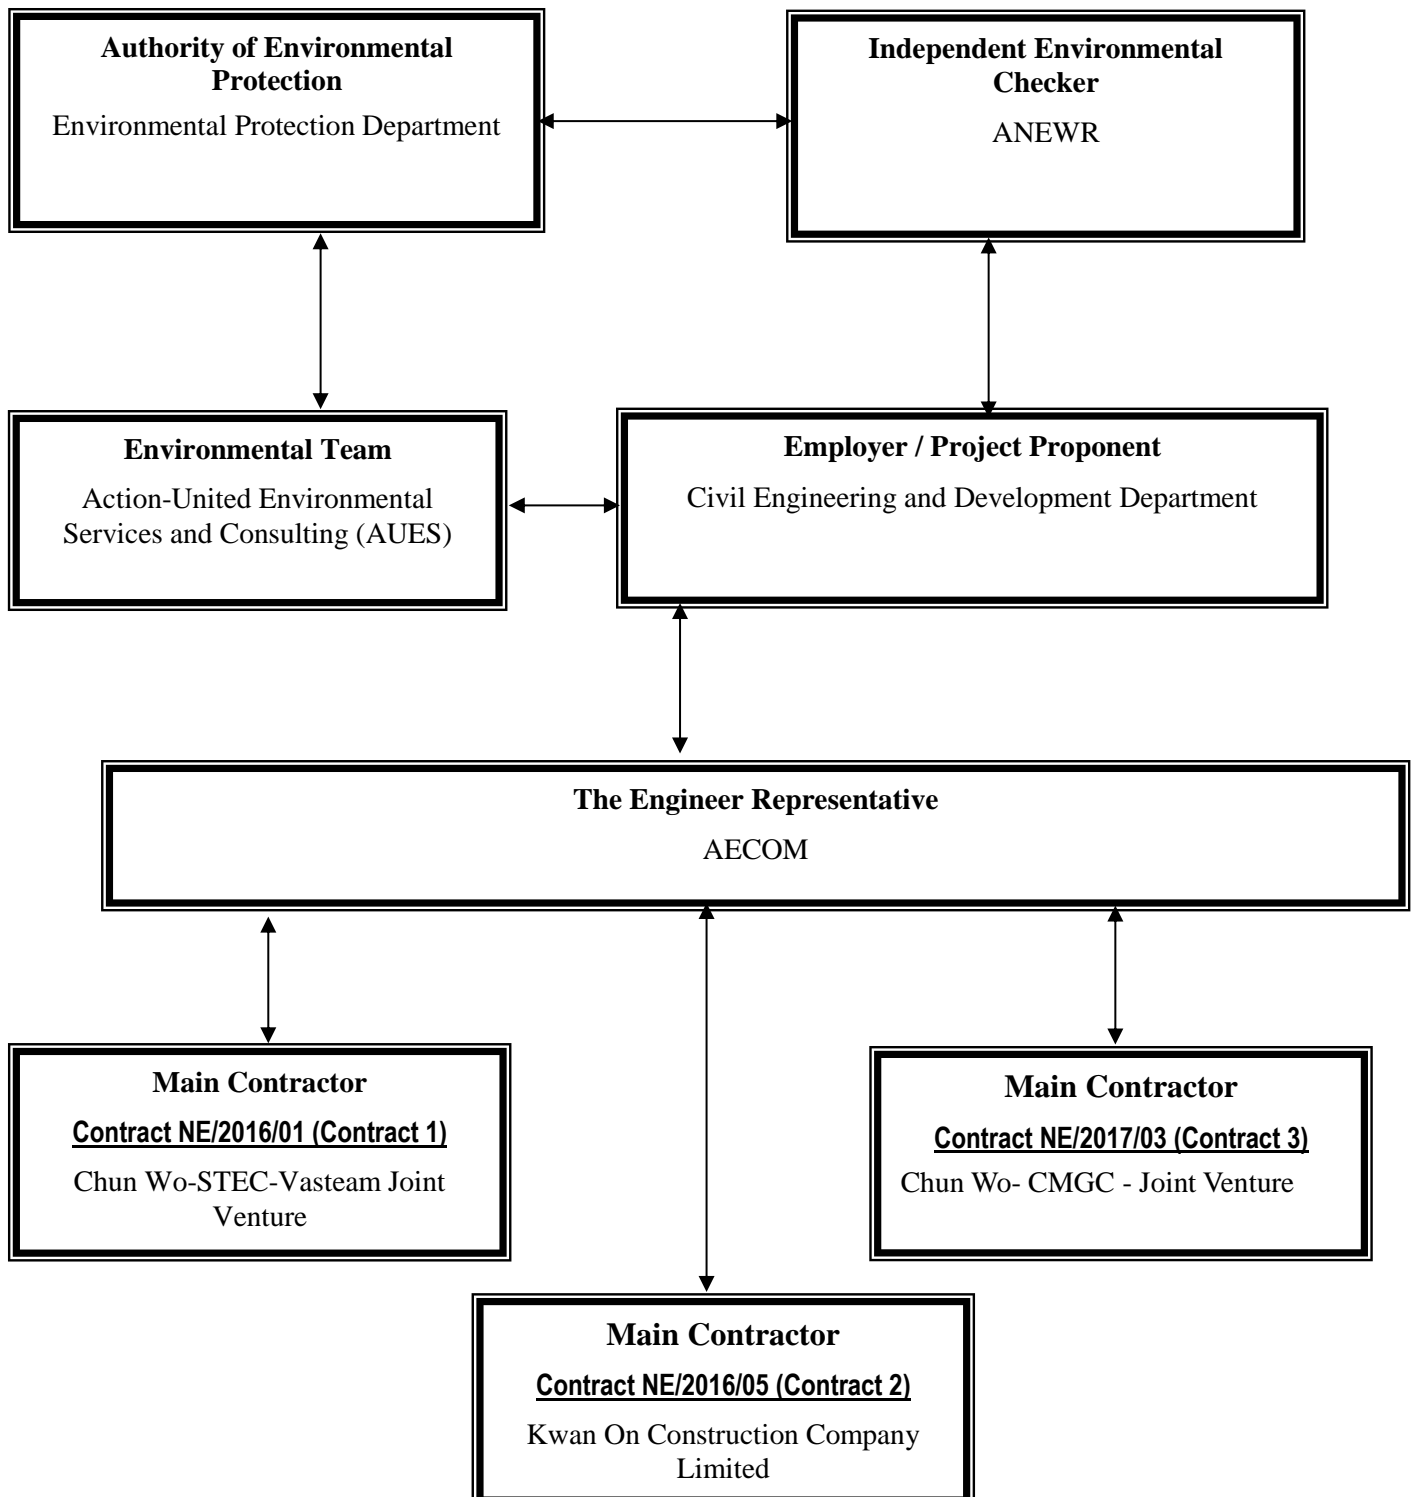 Authority of Environmental
Protection
Environmental Protection Department
Independent Environmental
Checker
ANEWR
Environmental Team
Action-United Environmental
Services and Consulting (AUES)
Employer / Project Proponent
Civil Engineering and Development Department
The Engineer Representative
AECOM
Main Contractor
Contract NE/2016/01 (Contract 1)
Chun Wo-STEC-Vasteam Joint
Venture
Main Contractor
Contract NE/2017/03 (Contract 3)
Chun Wo- CMGC - Joint Venture
Main Contractor
Contract NE/2016/05 (Contract 2)
Kwan On Construction Company
Limited